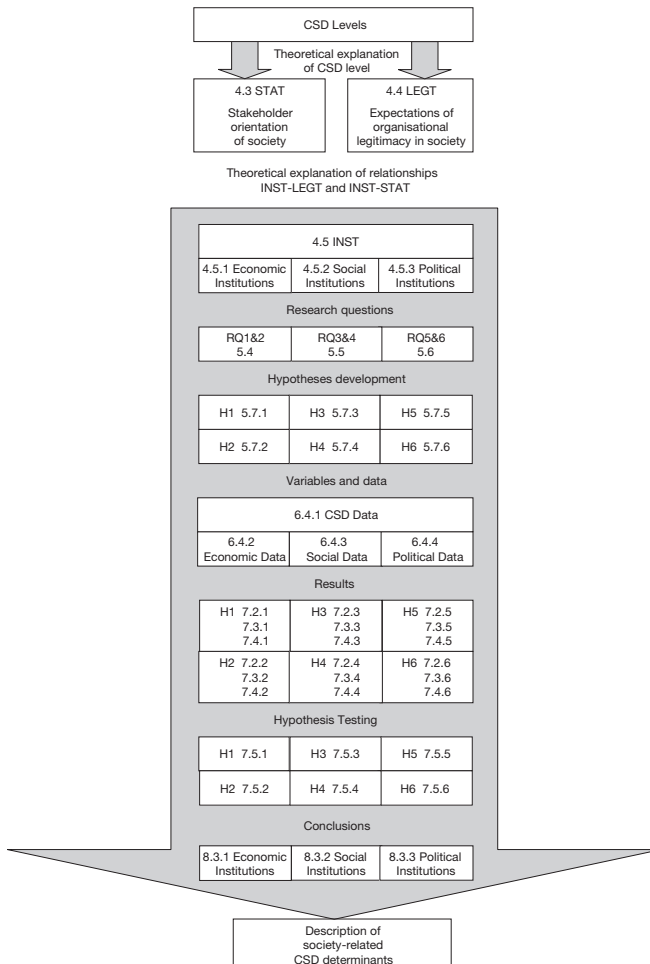 CSD Levels
Theoretical explanation
of CSD level
4.3 STAT
Stakeholder
orientation
of society
4.4 LEGT
Expectations of
organisational
legitimacy in society
Theoretical explanation of relationships
INST-LEGT and INST-STAT
4.5 INST
4.5.1 Economic
Institutions
4.5.2 Social
Institutions
4.5.3 Political
Institutions
Research questions
RQ1&2
5.4
RQ3&4
5.5
RQ5&6
5.6
Hypotheses development
H1 5.7.1
H3 5.7.3
H5 5.7.5
H2 5.7.2
H4 5.7.4
H6 5.7.6
Variables and data
6.4.1 CSD Data
6.4.2
Economic Data
6.4.3
Social Data
6.4.4
Political Data
Results
H1 7.2.1
7.3.1
7.4.1
H3 7.2.3
7.3.3
7.4.3
H5 7.2.5
7.3.5
7.4.5
H2 7.2.2
7.3.2
7.4.2
H4 7.2.4
7.3.4
7.4.4
H6 7.2.6
7.3.6
7.4.6
Hypothesis Testing
H1 7.5.1
H3 7.5.3
H5 7.5.5
H2 7.5.2
H4 7.5.4
H6 7.5.6
Conclusions
8.3.1 Economic
Institutions
8.3.2 Social
Institutions
8.3.3 Political
Institutions
Description of
society-related
CSD determinants